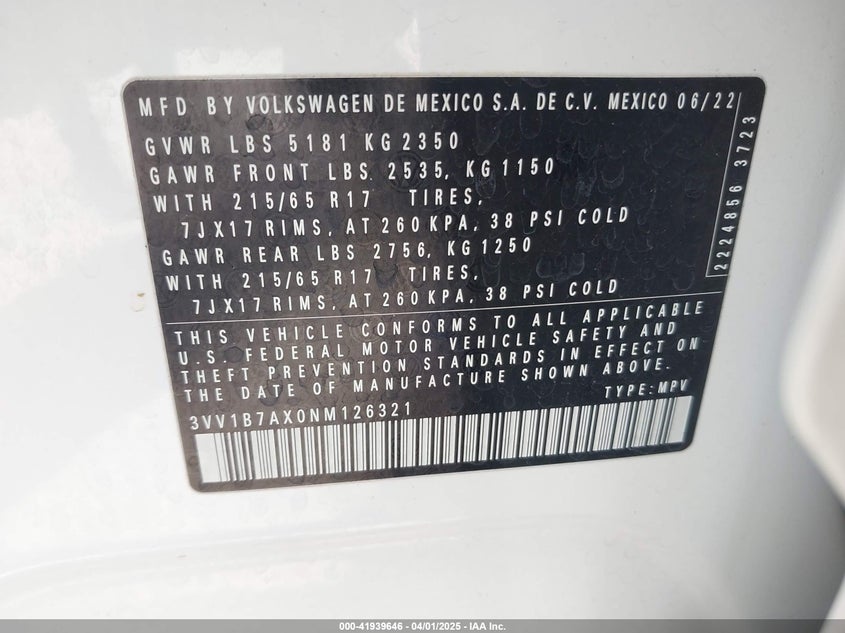 MFD BY VOLKSWAGEN DE MEXICO S.A. DE C.V. MEXICO 06/22
GVWR LBS 5181 KG 2350
GAWR FRONT LBS 2535, KG 1150
WITH 215/65 R17 TIRES,
7JX17 RIMS, AT 260 KPA, 38 PSI COLD
GAWR REAR LBS 2756, KG 1250
WITH 215/65 R17 TIRES,
7JX17 RIMS, AT 260 KPA, 38 PSI COLD
2224856 3723
THIS VEHICLE CONFORMS TO ALL APPLICABLE
U.S. FEDERAL MOTOR VEHICLE SAFETY AND
THEFT PREVENTION STANDARDS IN EFFECT ON
THE DATE OF MANUFACTURE SHOWN ABOVE.
TYPE: MPV
3VV1B7AX0NM126321
000-41939646 - 04/01/2025 - IAA Inc.